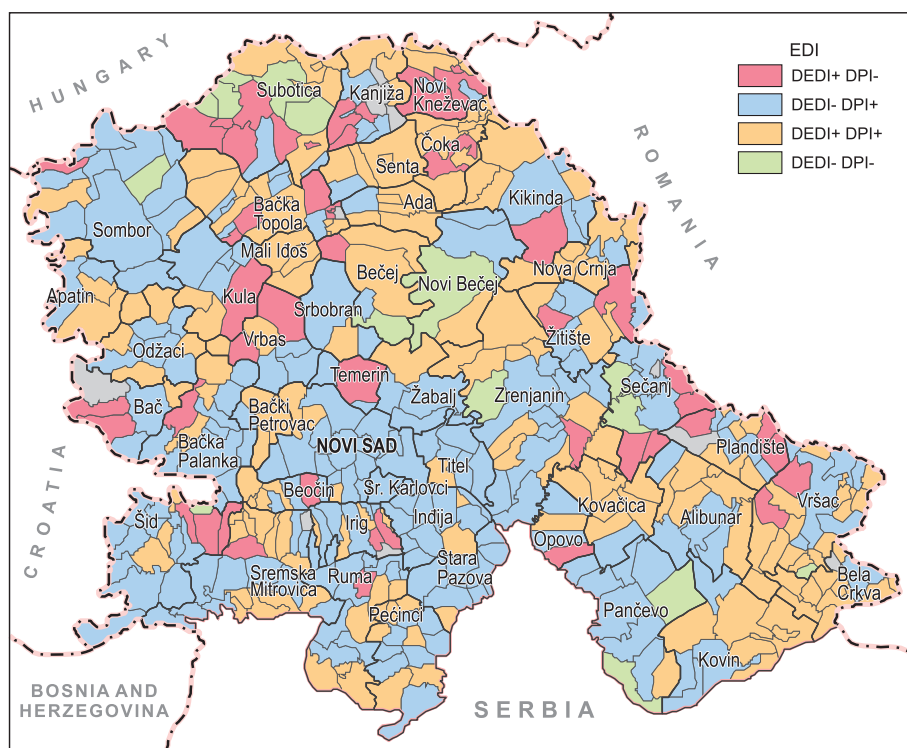 EDI
DEDI+ DPI-
DEDI- DPI+
DEDI+ DPI+
DEDI- DPI-
HUNGARY
ROMANIA
CROATIA
BOSNIA AND
HERZEGOVINA
SERBIA
Subotica
Kanjiža
Novi
Kneževac
Čoka
Senta
Ada
Kikinda
Bačka
Topola
Sombor
Mali Iđoš
Bečej
Novi Bečej
Nova Crnja
Apatin
Kula
Srbobran
Vrbas
Žitište
Odžaci
Temerin
Žabalj
Zrenjanin
Sečanj
Bač
Bački
Petrovac
Bačka
Palanka
NOVI SAD
Plandište
Titel
Beočin
Sr. Karlovci
Kovačica
Vršac
Šid
Irig
Inđija
Opovo
Alibunar
Sremska
Mitrovica
Ruma
Stara
Pazova
Bela
Crkva
Pećinci
Pančevo
Kovin